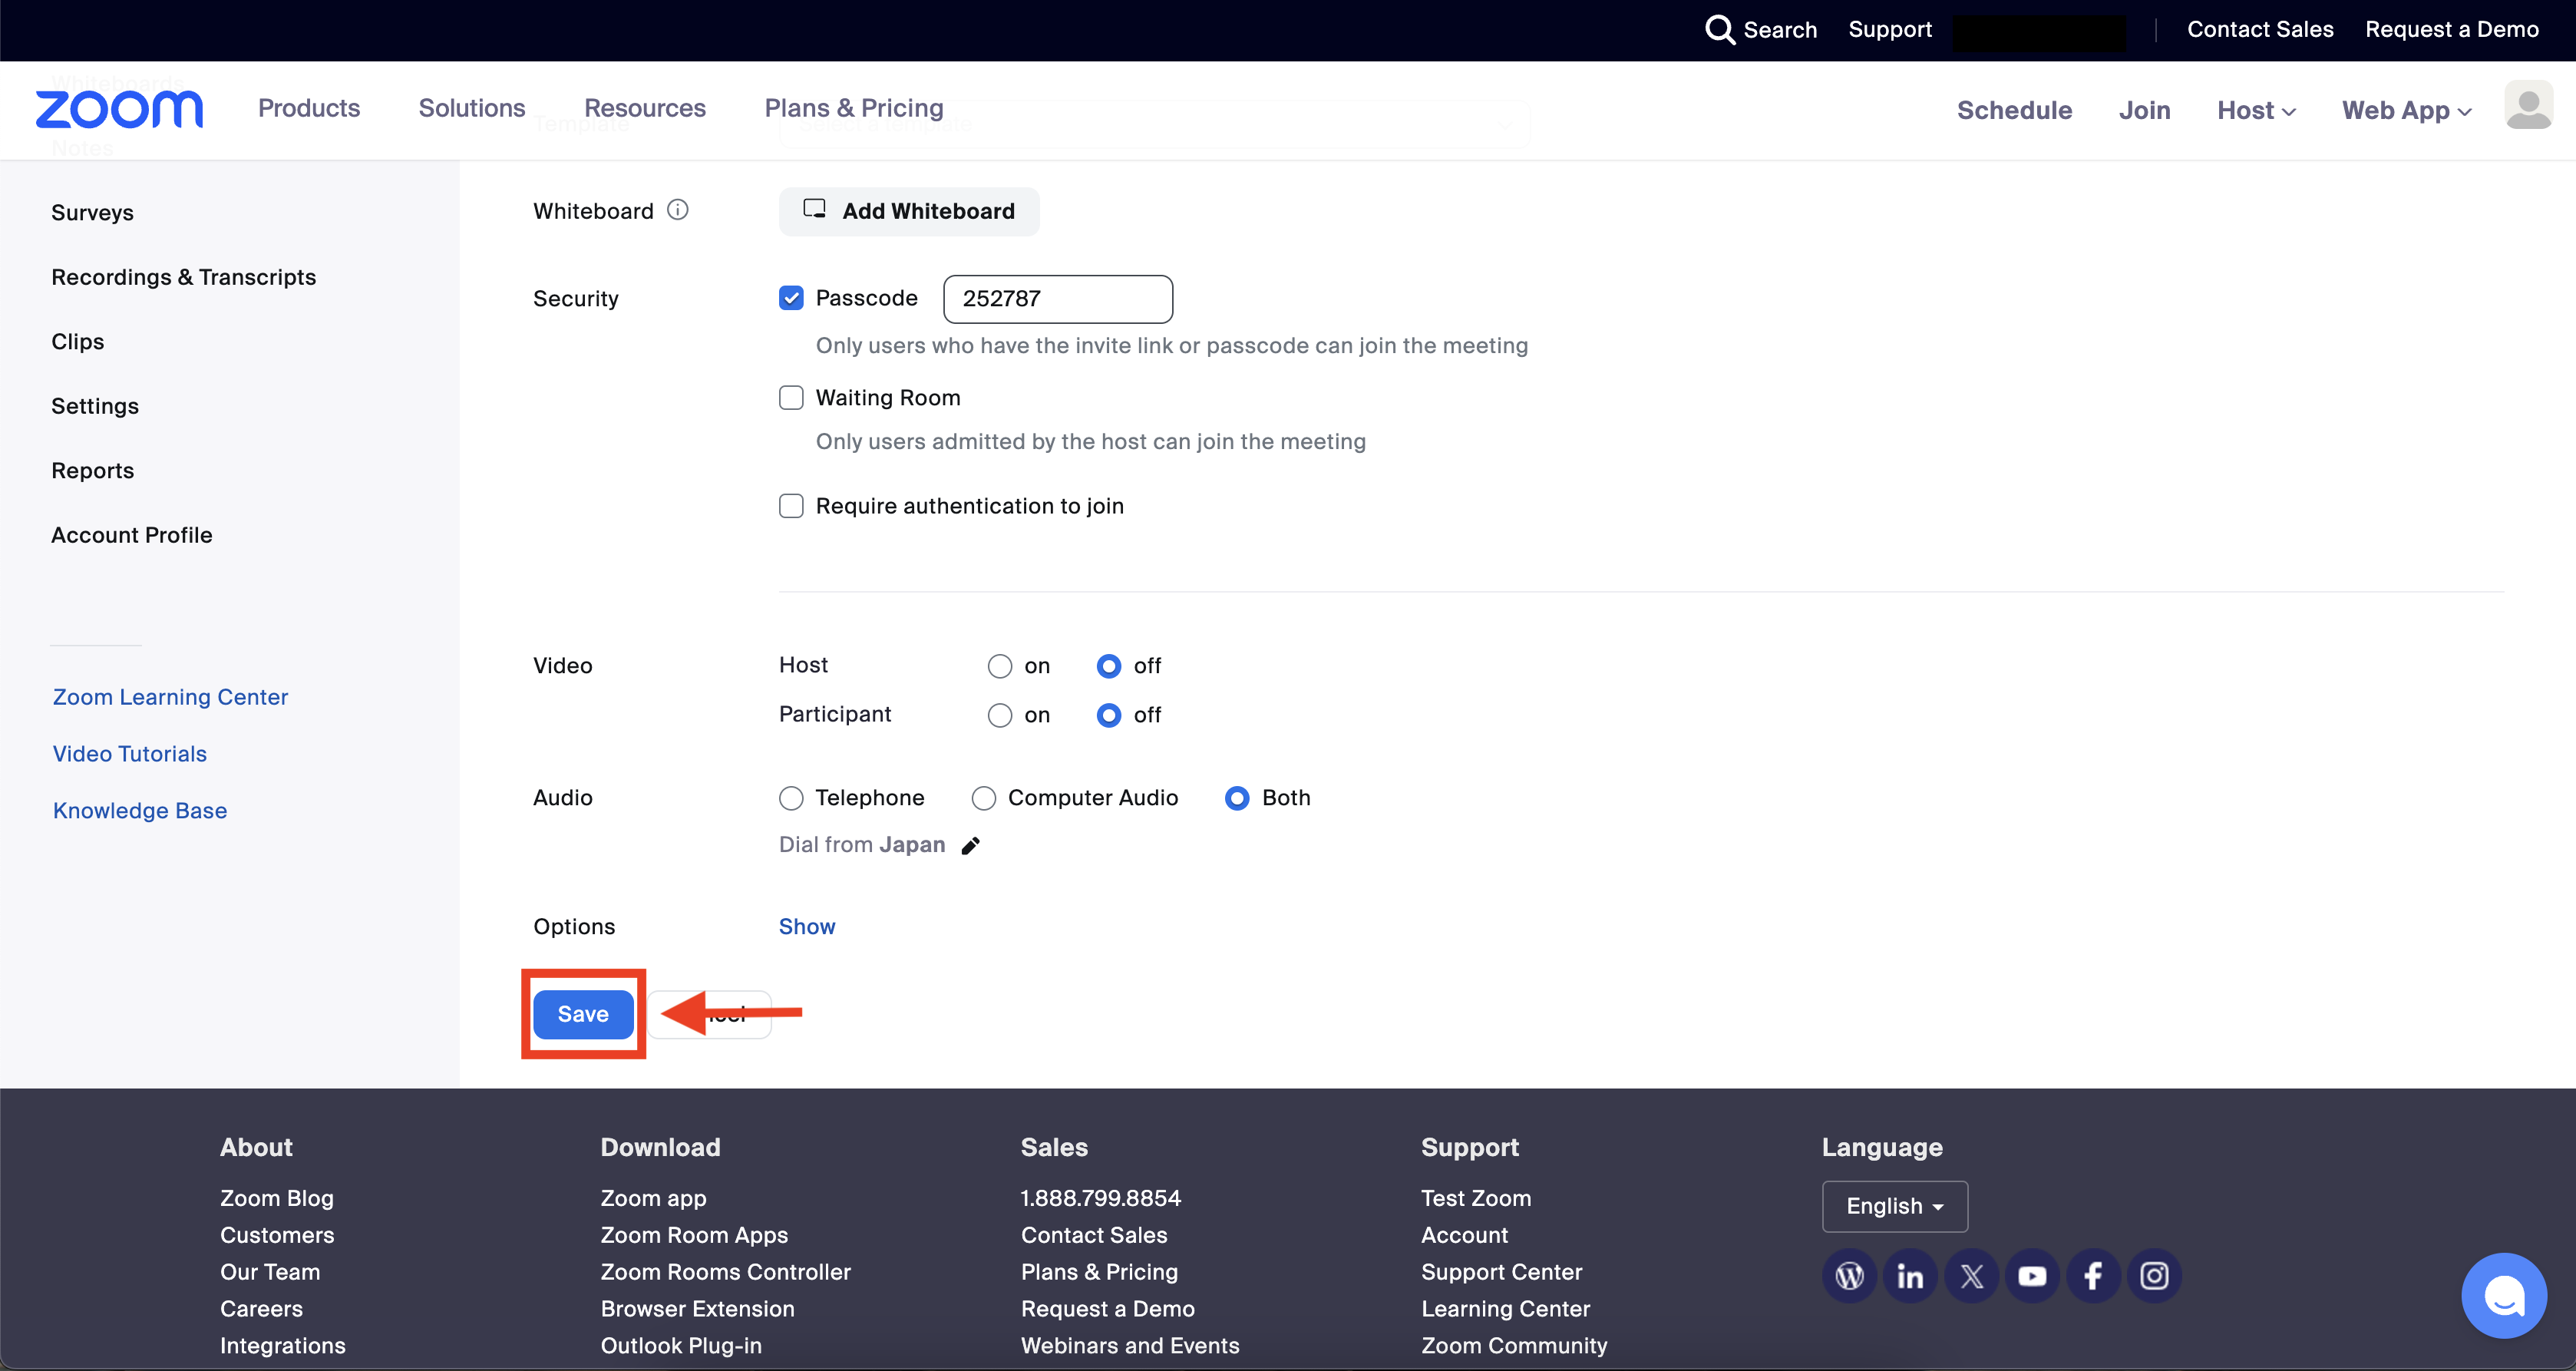 Search Support Contact Sales Request a Demo
Whiteboards
zoom Products Solutions Resources Plans & Pricing Schedule Join Host Web App
Template Select a template
Notes
Surveys
Recordings & Transcripts
Clips
Settings
Reports
Account Profile
Zoom Learning Center
Video Tutorials
Knowledge Base
Whiteboard Add Whiteboard
Security Passcode 252787
Only users who have the invite link or passcode can join the meeting
Waiting Room
Only users admitted by the host can join the meeting
Require authentication to join
Video Host on off
Participant on off
Audio Telephone Computer Audio Both
Dial from Japan
Options Show
Save
About
Zoom Blog
Customers
Our Team
Careers
Integrations
Download
Zoom app
Zoom Room Apps
Zoom Rooms Controller
Browser Extension
Outlook Plug-in
Sales
1.888.799.8854
Contact Sales
Plans & Pricing
Request a Demo
Webinars and Events
Support
Test Zoom
Account
Support Center
Learning Center
Zoom Community
Language
English